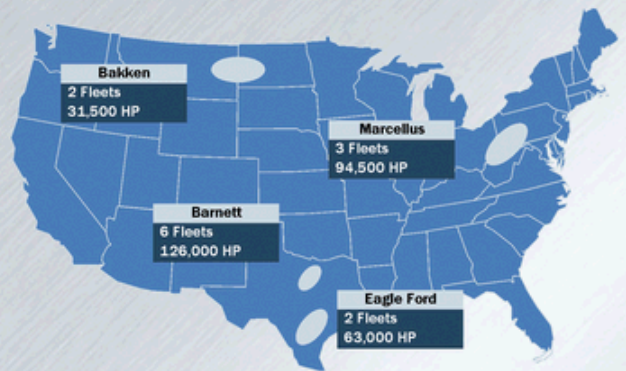 Bakken
2 Fleets
31,500 HP
Marcellus
3 Fleets
94,500 HP
Barnett
6 Fleets
126,000 HP
Eagle Ford
2 Fleets
63,000 HP